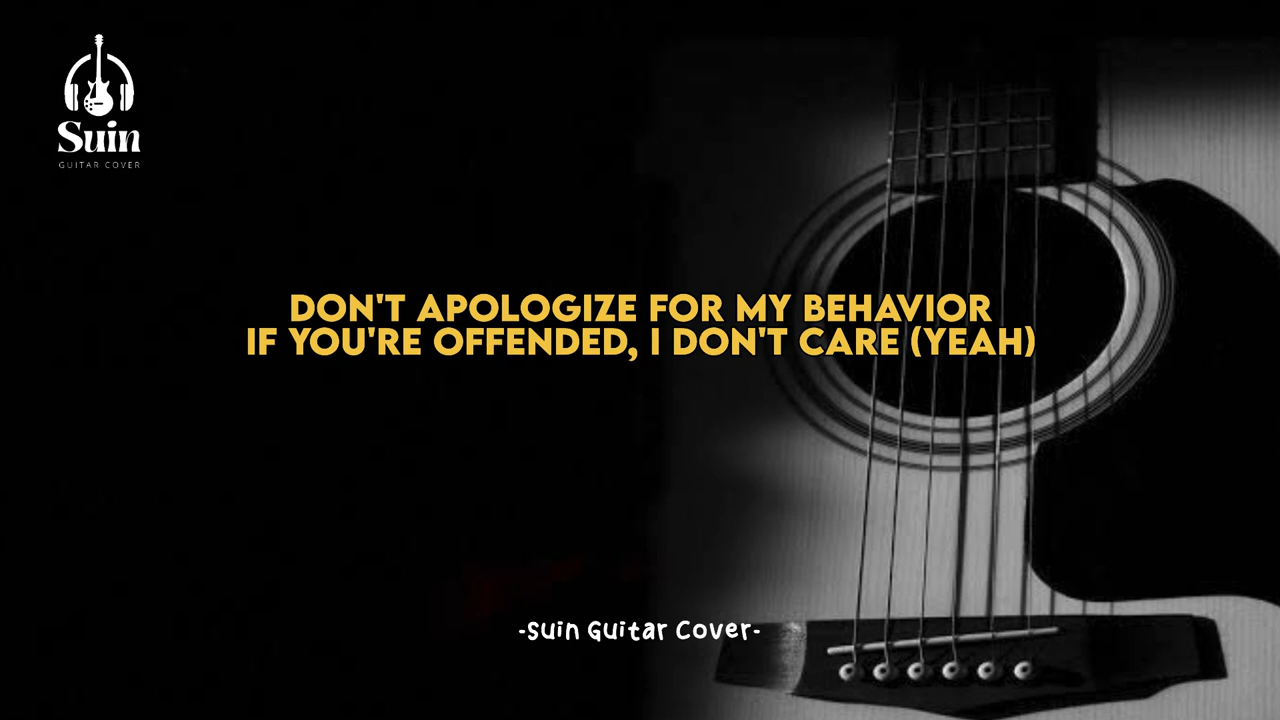 Suin
GUITAR COVER
DON'T APOLOGIZE FOR MY BEHAVIOR
IF YOU'RE OFFENDED, I DON'T CARE (YEAH)
-Suin Guitar Cover-